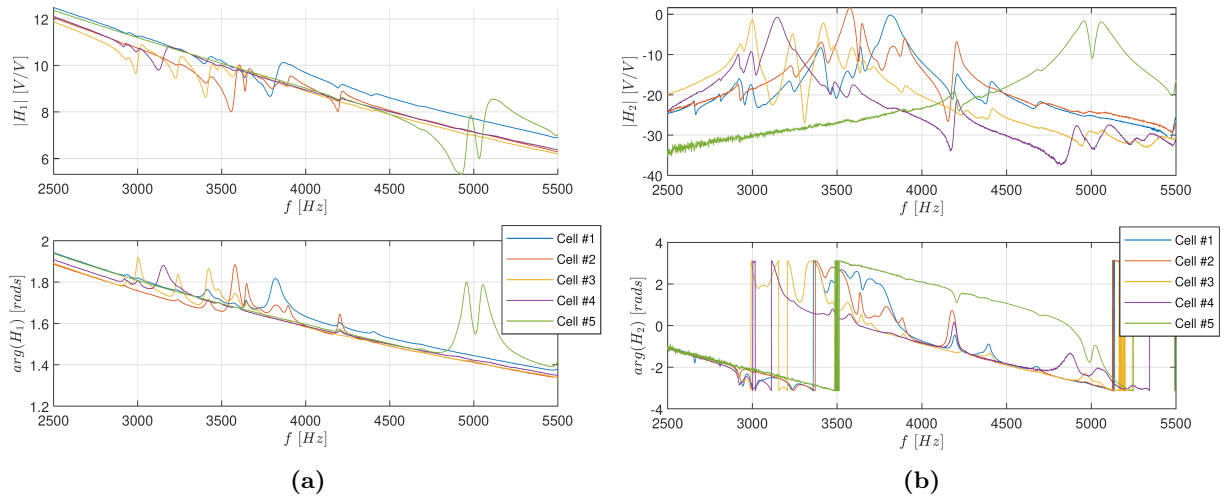 12
10
8
6
|H₁| [V/V]
2500 3000 3500 4000 4500 5000 5500
f [Hz]
2
1.8
1.6
1.4
1.2
arg(H₁) [rads]
2500 3000 3500 4000 4500 5000 5500
f [Hz]
Cell #1
Cell #2
Cell #3
Cell #4
Cell #5
(a)
0
-10
-20
-30
-40
|H₂| [V/V]
2500 3000 3500 4000 4500 5000 5500
f [Hz]
4
2
0
-2
-4
arg(H₂) [rads]
2500 3000 3500 4000 4500 5000 5500
f [Hz]
Cell #1
Cell #2
Cell #3
Cell #4
Cell #5
(b)